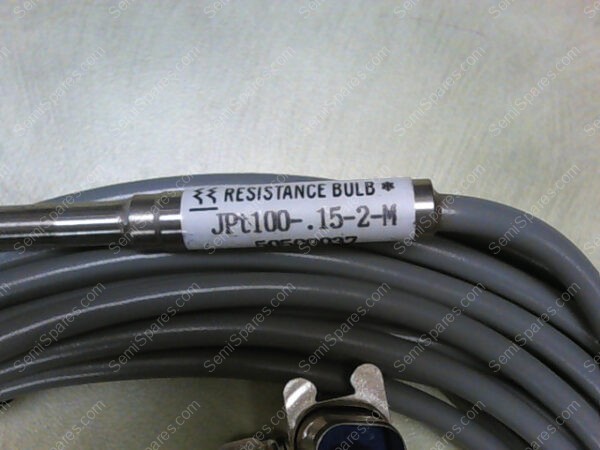 RESISTANCE BULB *
JPt100-.15-2-M
SemiSpares.com